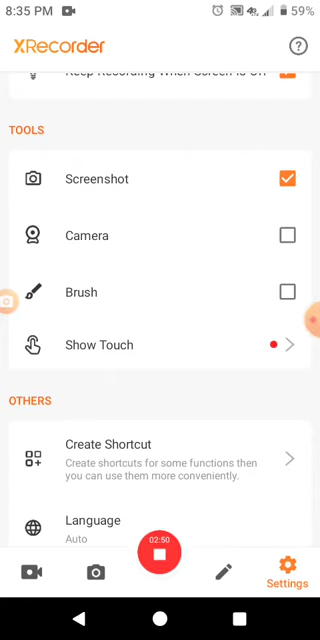 8:35 PM
4G
59%
XRecorder
Keep Recording When Screen is Off
TOOLS
Screenshot
Camera
Brush
Show Touch
OTHERS
Create Shortcut
Create shortcuts for some functions then
you can use them more conveniently.
Language
Auto
02:50
Settings